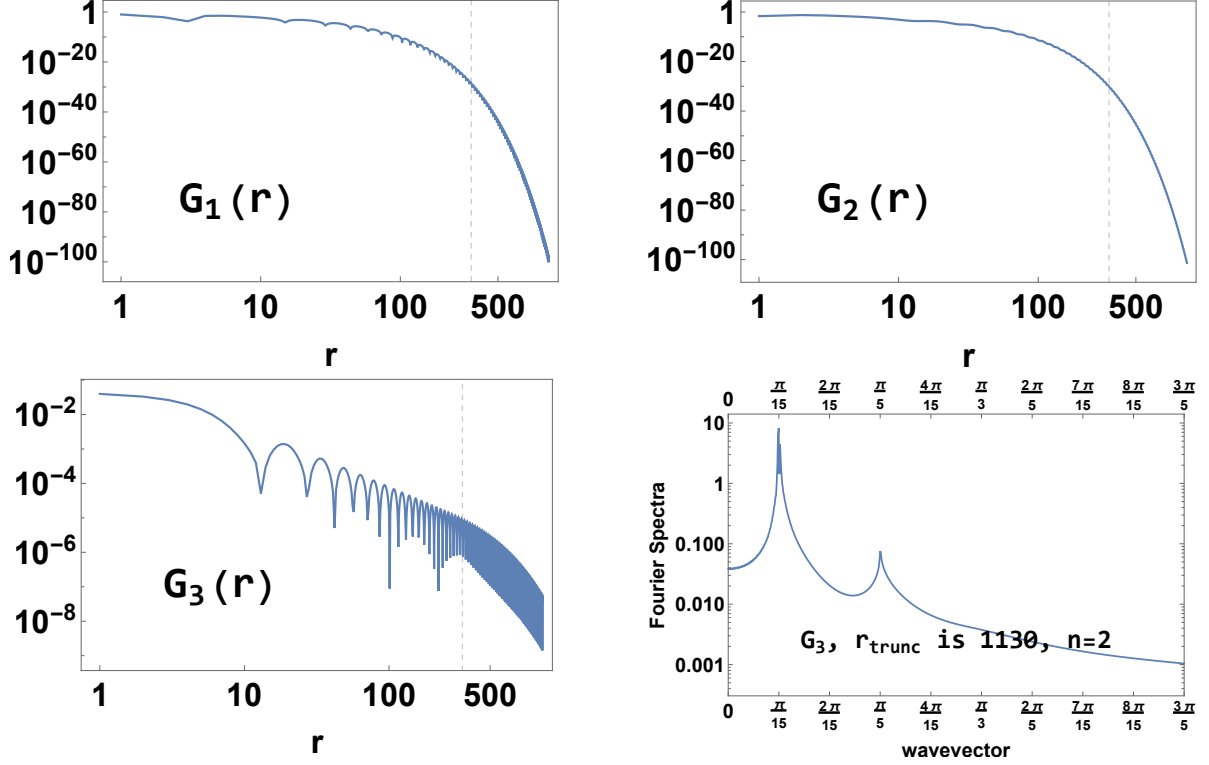 1
10⁻²⁰
10⁻⁴⁰
10⁻⁶⁰
10⁻⁸⁰
10⁻¹⁰⁰
G₁(r)
1 10 100 500
r
1
10⁻²⁰
10⁻⁴⁰
10⁻⁶⁰
10⁻⁸⁰
10⁻¹⁰⁰
G₂(r)
1 10 100 500
r
10⁻²
10⁻⁴
10⁻⁶
10⁻⁸
G₃(r)
1 10 100 500
r
0 π/15 2π/15 π/5 4π/15 π/3 2π/5 7π/15 8π/15 3π/5
10
1
0.100
0.010
0.001
Fourier Spectra
G₃, r_trunc is 1130, n=2
0 π/15 2π/15 π/5 4π/15 π/3 2π/5 7π/15 8π/15 3π/5
wavevector